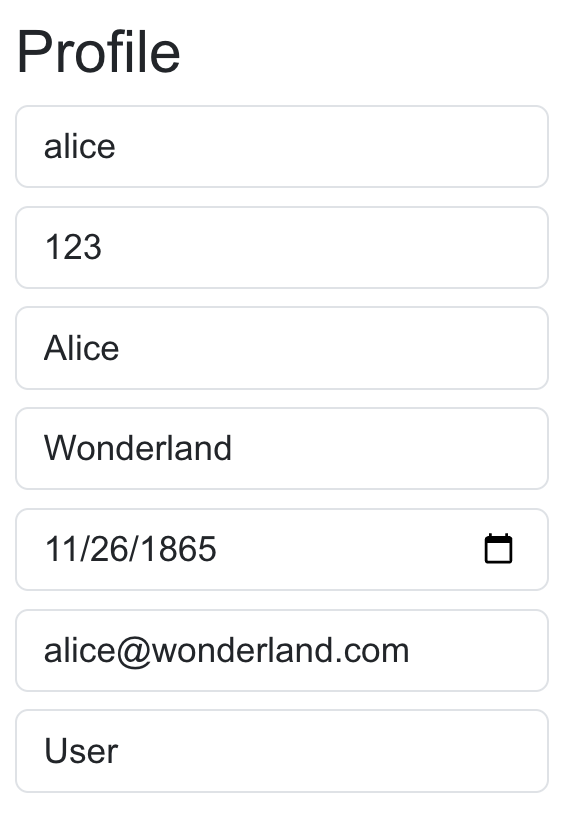 Profile
alice
123
Alice
Wonderland
11/26/1865
alice@wonderland.com
User